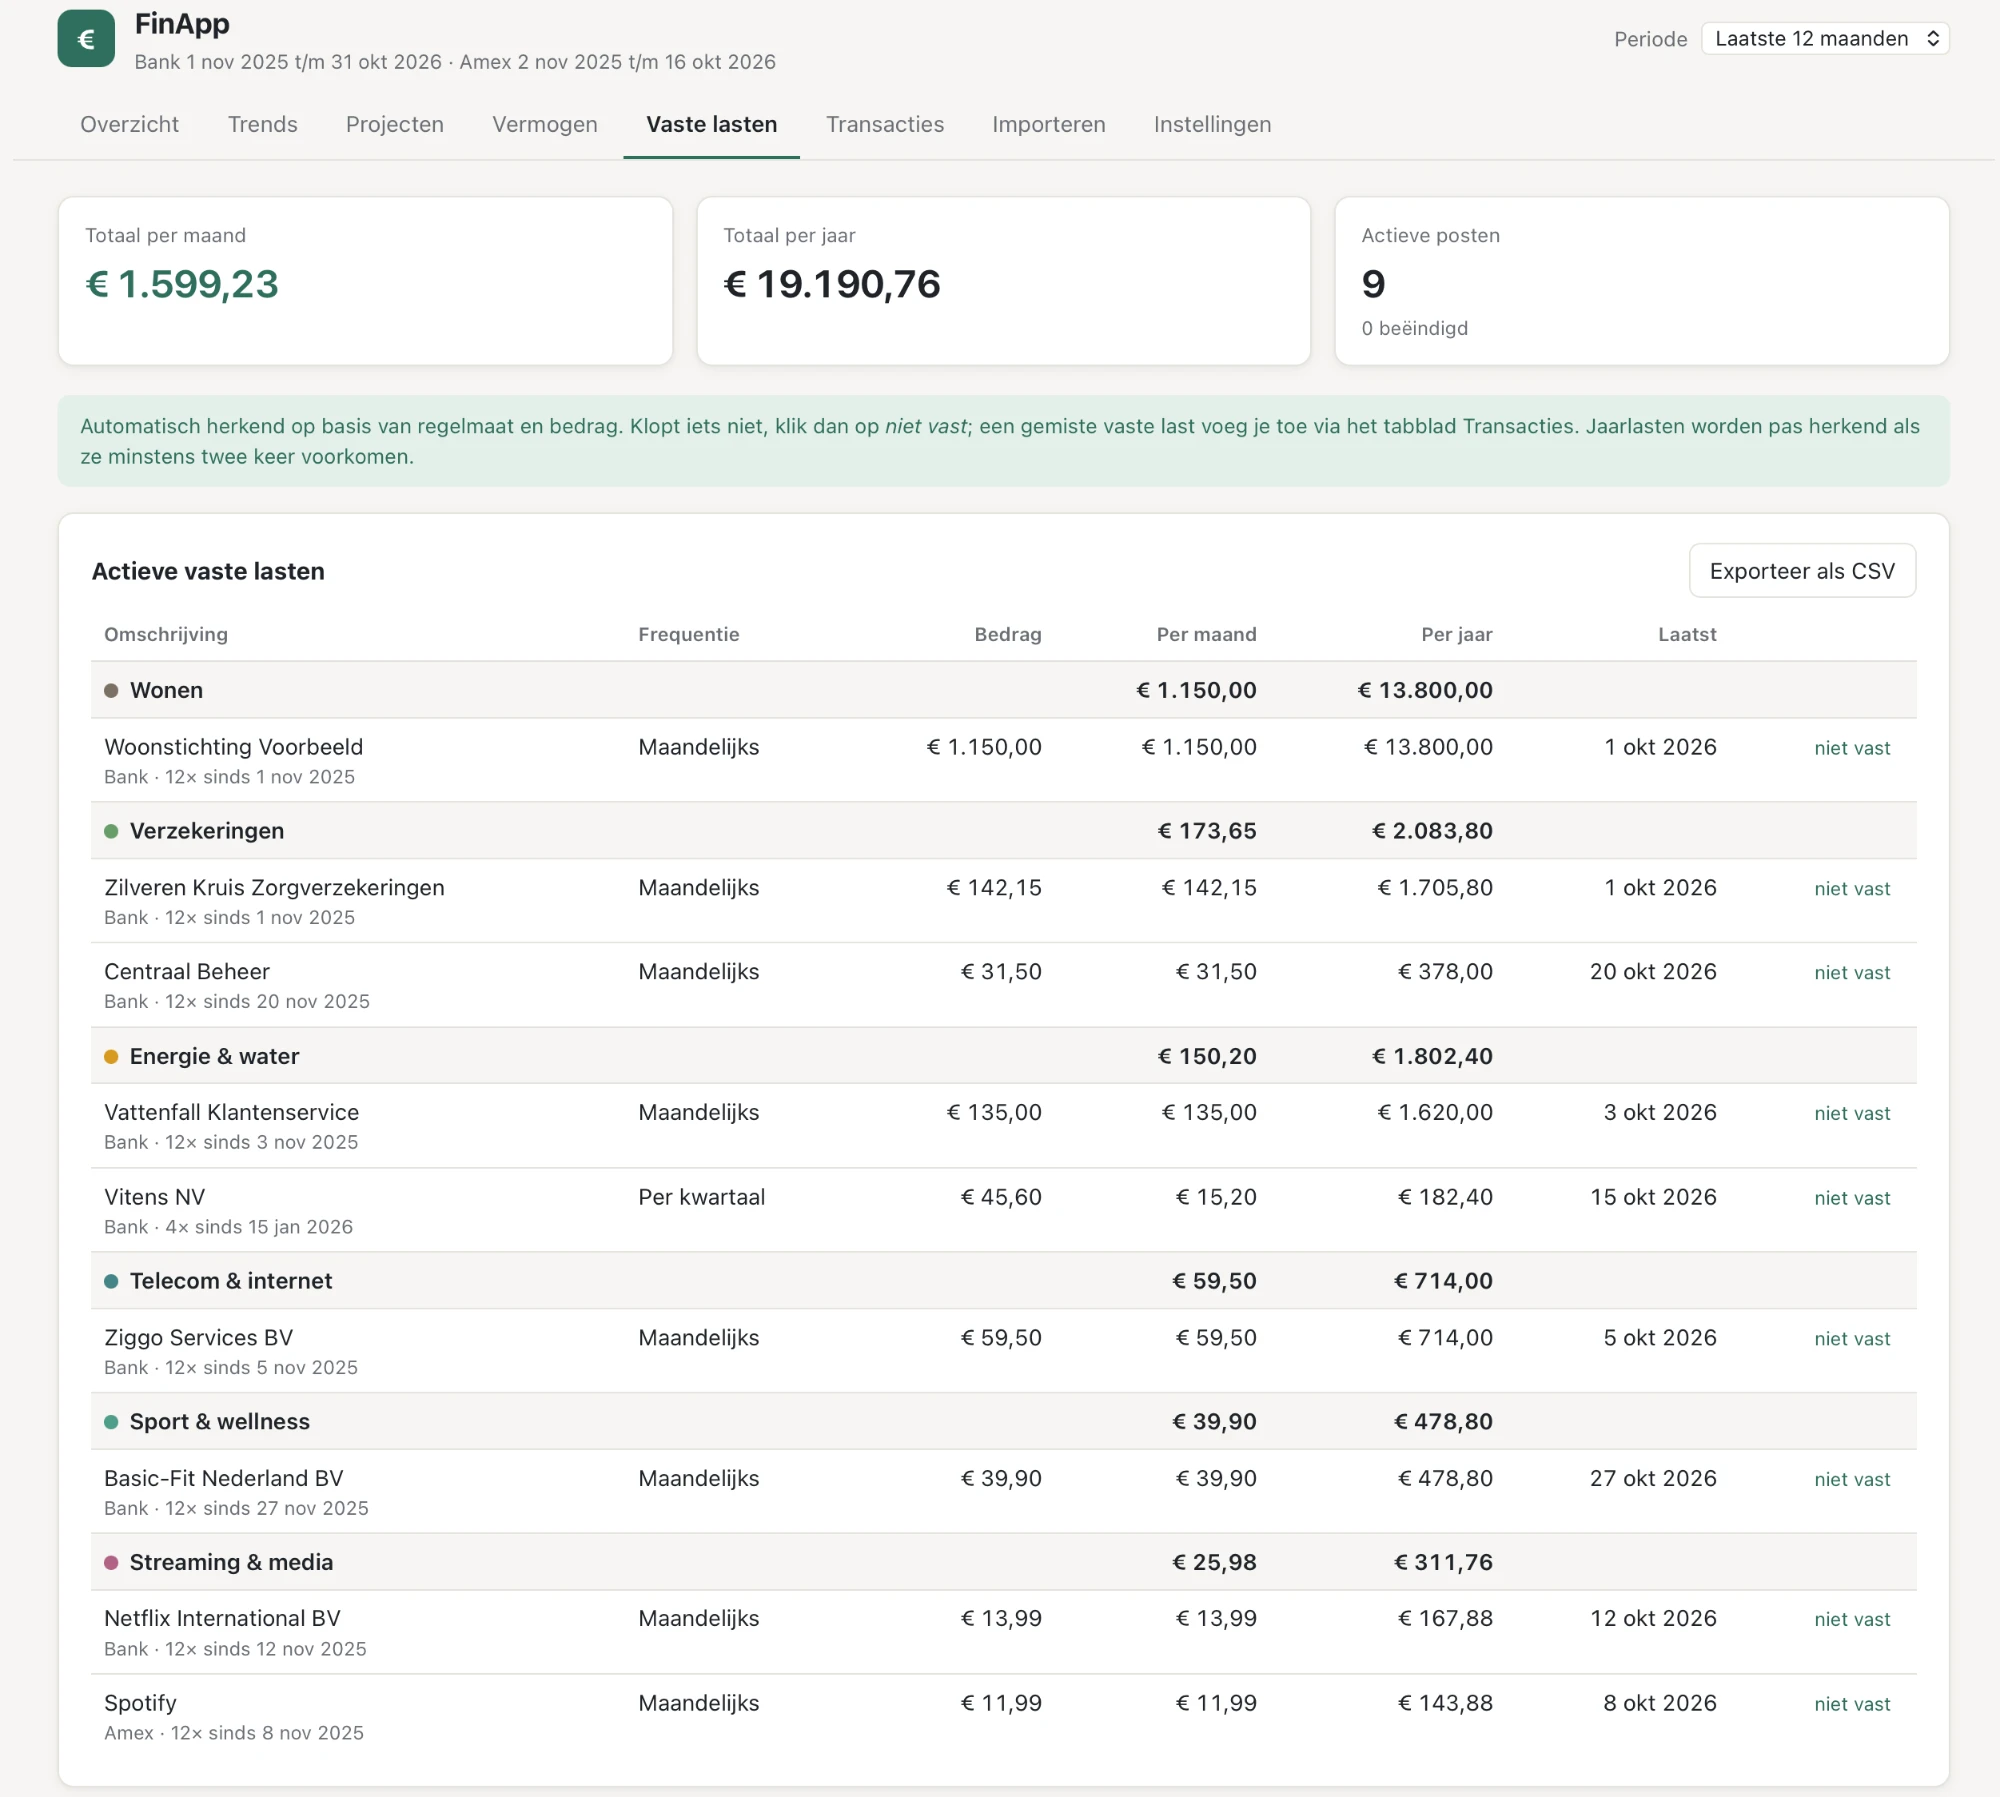 €
FinApp
Bank 1 nov 2025 t/m 31 okt 2026 · Amex 2 nov 2025 t/m 16 okt 2026
Periode Laatste 12 maanden
Overzicht Trends Projecten Vermogen Vaste lasten Transacties Importeren Instellingen
Totaal per maand
€ 1.599,23
Totaal per jaar
€ 19.190,76
Actieve posten
9
0 beëindigd
Automatisch herkend op basis van regelmaat en bedrag. Klopt iets niet, klik dan op niet vast; een gemiste vaste last voeg je toe via het tabblad Transacties. Jaarlasten worden pas herkend als
ze minstens twee keer voorkomen.
Actieve vaste lasten Exporteer als CSV
Omschrijving Frequentie Bedrag Per maand Per jaar Laatst
Wonen € 1.150,00 € 13.800,00
Woonstichting Voorbeeld Maandelijks € 1.150,00 € 1.150,00 € 13.800,00 1 okt 2026 niet vast
Bank · 12× sinds 1 nov 2025
Verzekeringen € 173,65 € 2.083,80
Zilveren Kruis Zorgverzekeringen Maandelijks € 142,15 € 142,15 € 1.705,80 1 okt 2026 niet vast
Bank · 12× sinds 1 nov 2025
Centraal Beheer Maandelijks € 31,50 € 31,50 € 378,00 20 okt 2026 niet vast
Bank · 12× sinds 20 nov 2025
Energie & water € 150,20 € 1.802,40
Vattenfall Klantenservice Maandelijks € 135,00 € 135,00 € 1.620,00 3 okt 2026 niet vast
Bank · 12× sinds 3 nov 2025
Vitens NV Per kwartaal € 45,60 € 15,20 € 182,40 15 okt 2026 niet vast
Bank · 4× sinds 15 jan 2026
Telecom & internet € 59,50 € 714,00
Ziggo Services BV Maandelijks € 59,50 € 59,50 € 714,00 5 okt 2026 niet vast
Bank · 12× sinds 5 nov 2025
Sport & wellness € 39,90 € 478,80
Basic-Fit Nederland BV Maandelijks € 39,90 € 39,90 € 478,80 27 okt 2026 niet vast
Bank · 12× sinds 27 nov 2025
Streaming & media € 25,98 € 311,76
Netflix International BV Maandelijks € 13,99 € 13,99 € 167,88 12 okt 2026 niet vast
Bank · 12× sinds 12 nov 2025
Spotify Maandelijks € 11,99 € 11,99 € 143,88 8 okt 2026 niet vast
Amex · 12× sinds 8 nov 2025